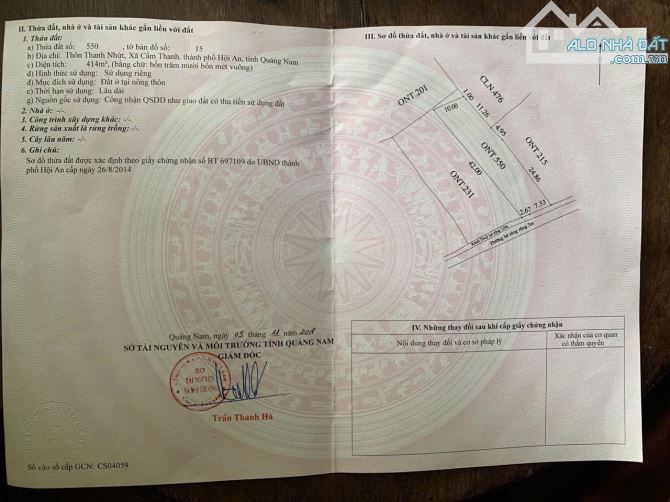 II. Thửa đất, nhà ở và tài sản khác gắn liền với đất
1. Thửa đất:
a) Thửa đất số: 550 , tờ bản đồ số: 15
b) Địa chỉ: Thôn Thanh Nhứt, Xã Cẩm Thanh, thành phố Hội An, tỉnh Quảng Nam
c) Diện tích: 414m², (bằng chữ: bốn trăm mười bốn mét vuông)
d) Hình thức sử dụng: Sử dụng riêng
đ) Mục đích sử dụng: Đất ở tại nông thôn
e) Thời hạn sử dụng: Lâu dài
g) Nguồn gốc sử dụng: Công nhận QSDĐ như giao đất có thu tiền sử dụng đất
2. Nhà ở: -/-
3. Công trình xây dựng khác: -/-
4. Rừng sản xuất là rừng trồng: -/-
5. Cây lâu năm: -/-
6. Ghi chú:
Sơ đồ thửa đất được xác định theo giấy chứng nhận số BT 697109 do UBND thành
phố Hội An cấp ngày 26/8/2014
Quảng Nam, ngày 05 tháng 11 năm 2018
SỞ TÀI NGUYÊN VÀ MÔI TRƯỜNG TỈNH QUẢNG NAM
GIÁM ĐỐC
SỞ
TÀI NGUYÊN
VÀ MÔI TRƯỜNG
Trần Thanh Hà
Số vào sổ cấp GCN: CS04059
III. Sơ đồ thửa đất, nhà ở và tài sản khác gắn liền với đất
ALO NHÀ ĐẤT
CLN 476
ONT 201
1.00
11.26
10.00
4.95
ONT 215
ONT 550
24.86
42.00
ONT 231
2.67 7.33
Đường bê tông rộng 3m
IV. Những thay đổi sau khi cấp giấy chứng nhận
Nội dung thay đổi và cơ sở pháp lý
Xác nhận của cơ quan
có thẩm quyền